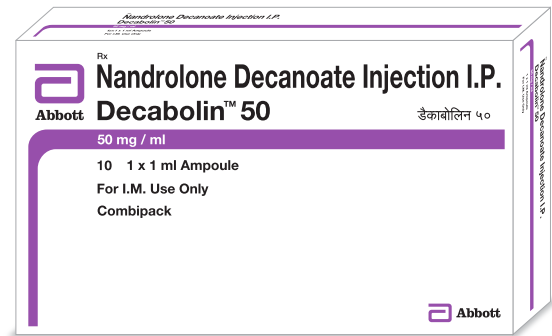 Nandrolone Decanoate Injection I.P.
Decabolin™ 50
Rx
Nandrolone Decanoate Injection I.P.
Abbott
Decabolin™ 50
डैकाबोलिन ५०
50 mg / ml
10 1 x 1 ml Ampoule
For I.M. Use Only
Combipack
Abbott
Nandrolone Decanoate Injection I.P.
Decabolin™ 50